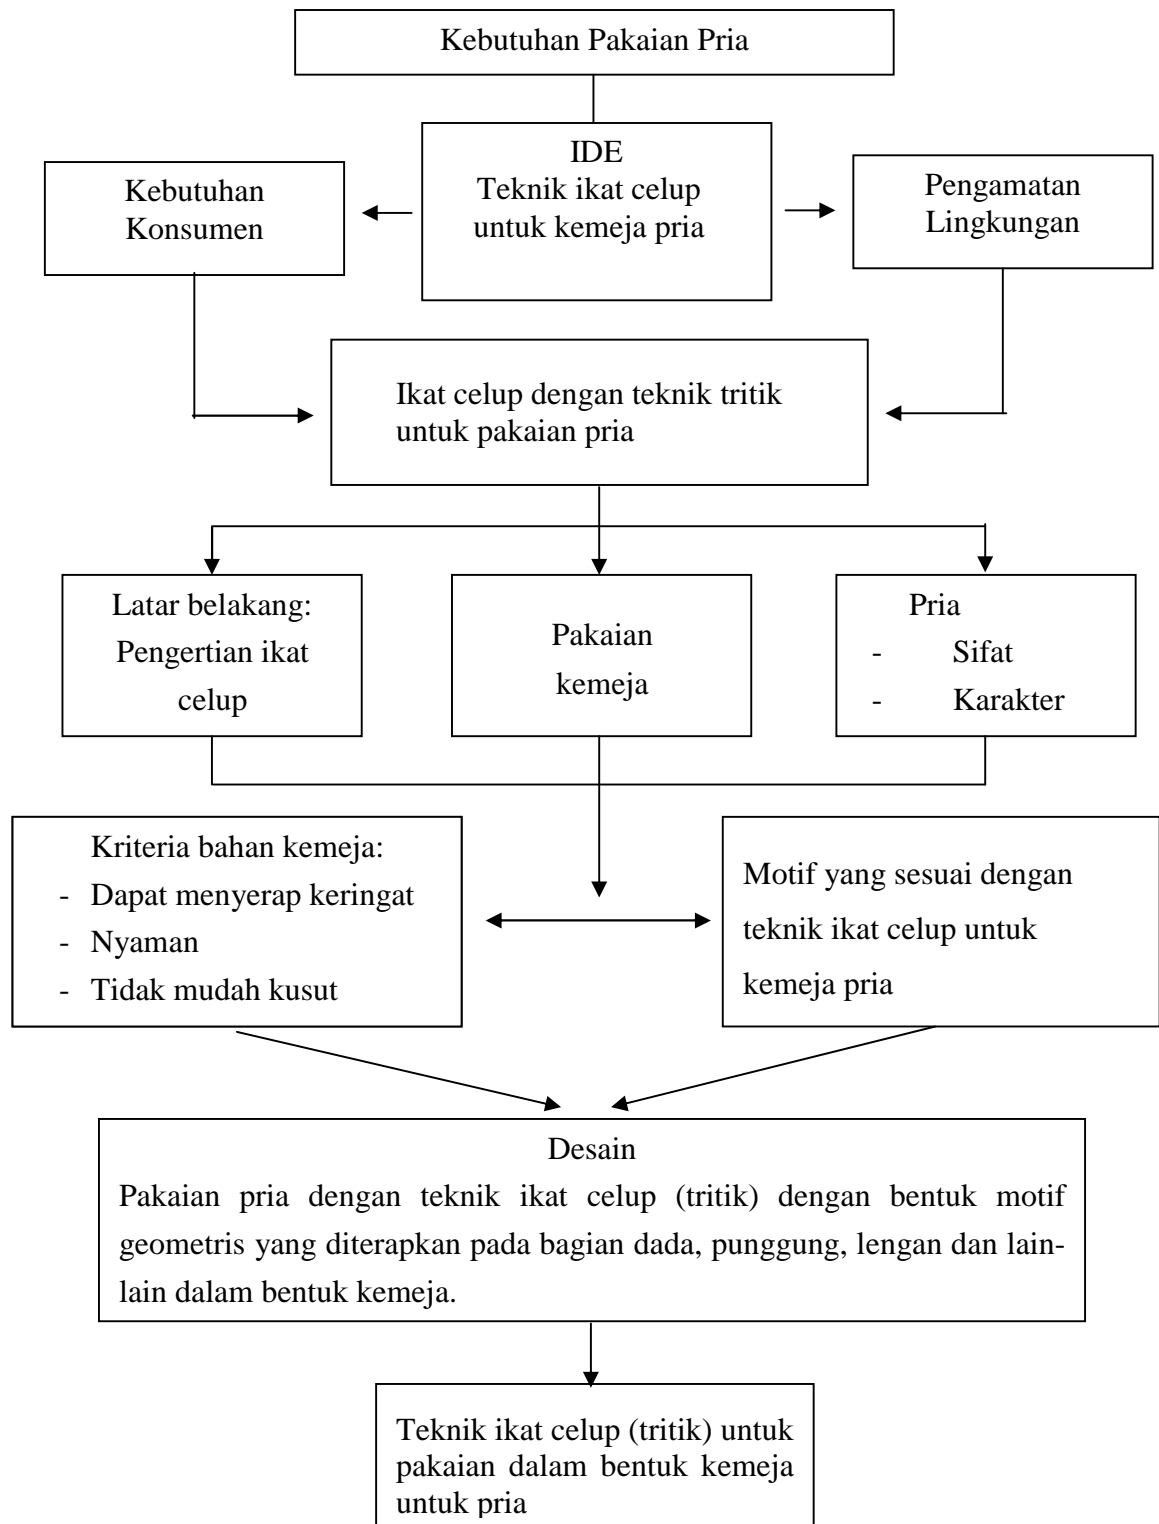 Kebutuhan Pakaian Pria
IDE
Teknik ikat celup
untuk kemeja pria
Kebutuhan
Konsumen
Pengamatan
Lingkungan
Ikat celup dengan teknik tritik
untuk pakaian pria
Latar belakang:
Pengertian ikat
celup
Pakaian
kemeja
Pria
- Sifat
- Karakter
Kriteria bahan kemeja:
- Dapat menyerap keringat
- Nyaman
- Tidak mudah kusut
Motif yang sesuai dengan
teknik ikat celup untuk
kemeja pria
Desain
Pakaian pria dengan teknik ikat celup (tritik) dengan bentuk motif
geometris yang diterapkan pada bagian dada, punggung, lengan dan lain-
lain dalam bentuk kemeja.
Teknik ikat celup (tritik) untuk
pakaian dalam bentuk kemeja
untuk pria